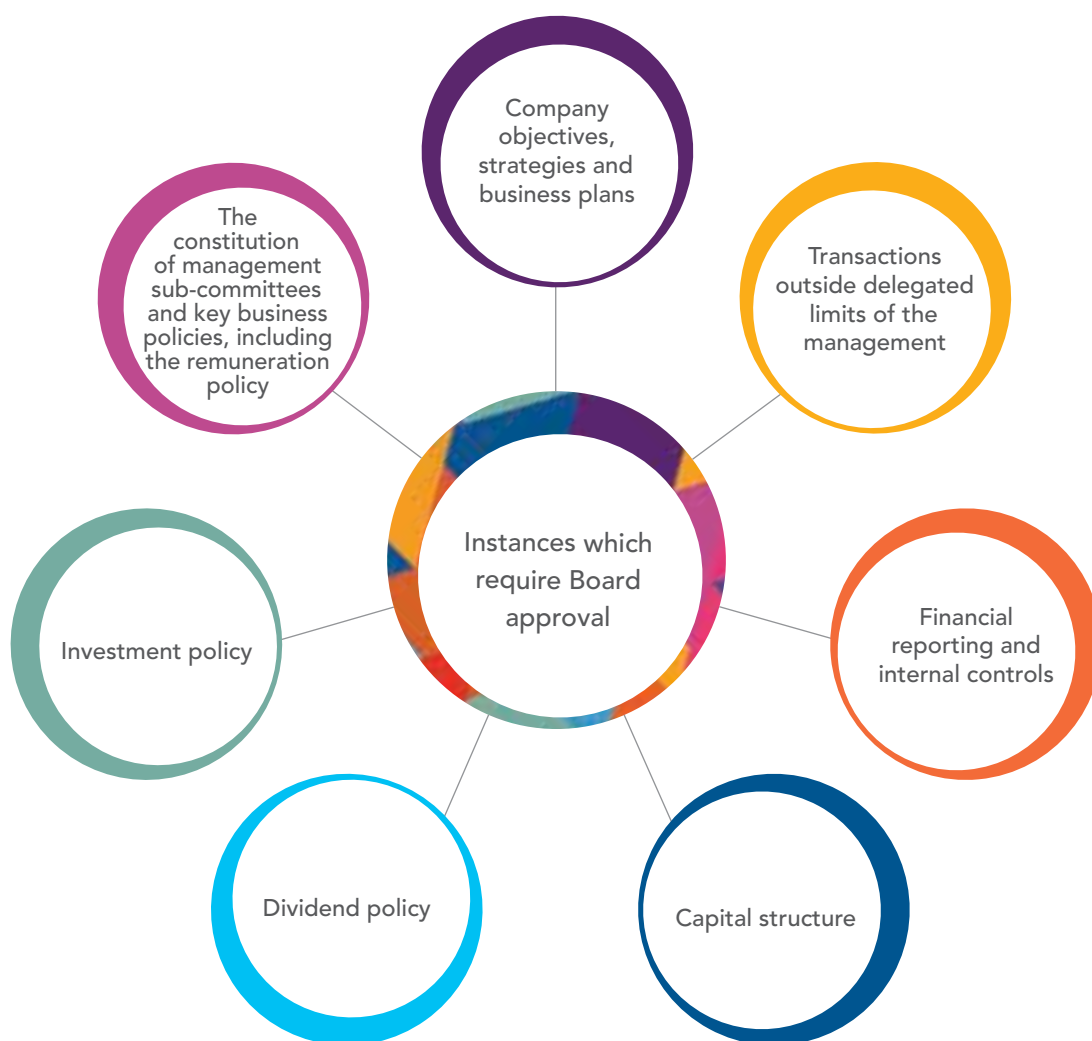 Company
objectives,
strategies and
business plans
The
constitution
of management
sub-committees
and key business
policies, including
the remuneration
policy
Transactions
outside delegated
limits of the
management
Instances which
require Board
approval
Investment policy
Financial
reporting and
internal controls
Dividend policy
Capital structure